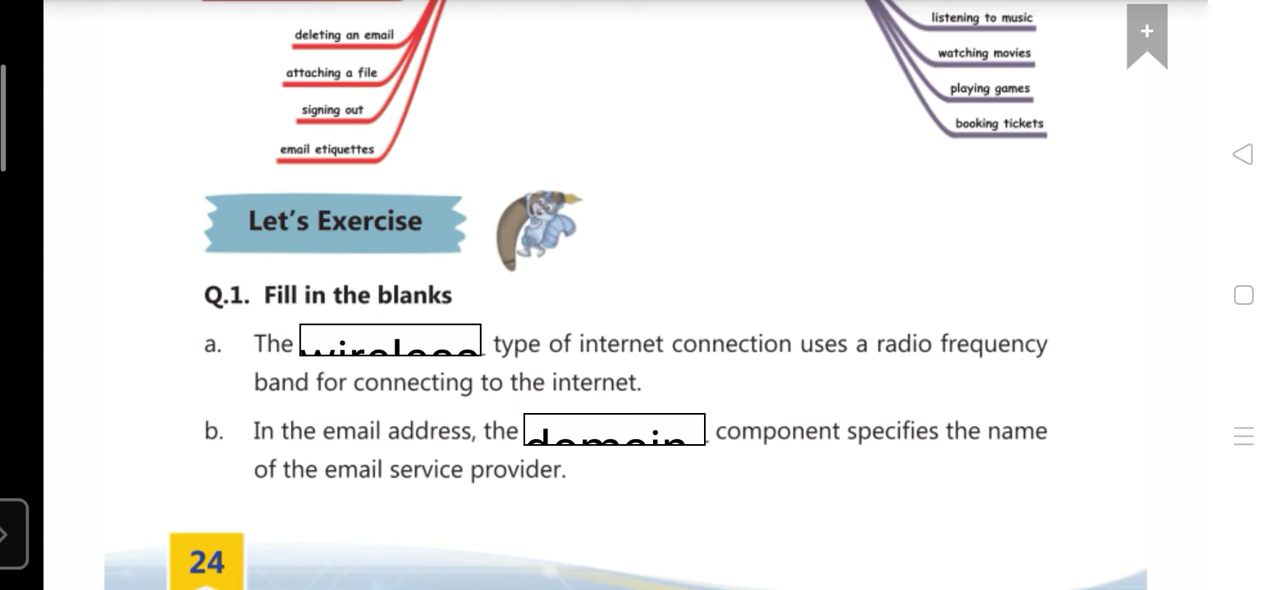 deleting an email
attaching a file
signing out
email etiquettes
listening to music
watching movies
playing games
booking tickets
Let's Exercise
Q.1. Fill in the blanks
a. The wireless type of internet connection uses a radio frequency
band for connecting to the internet.
b. In the email address, the domain component specifies the name
of the email service provider.
24